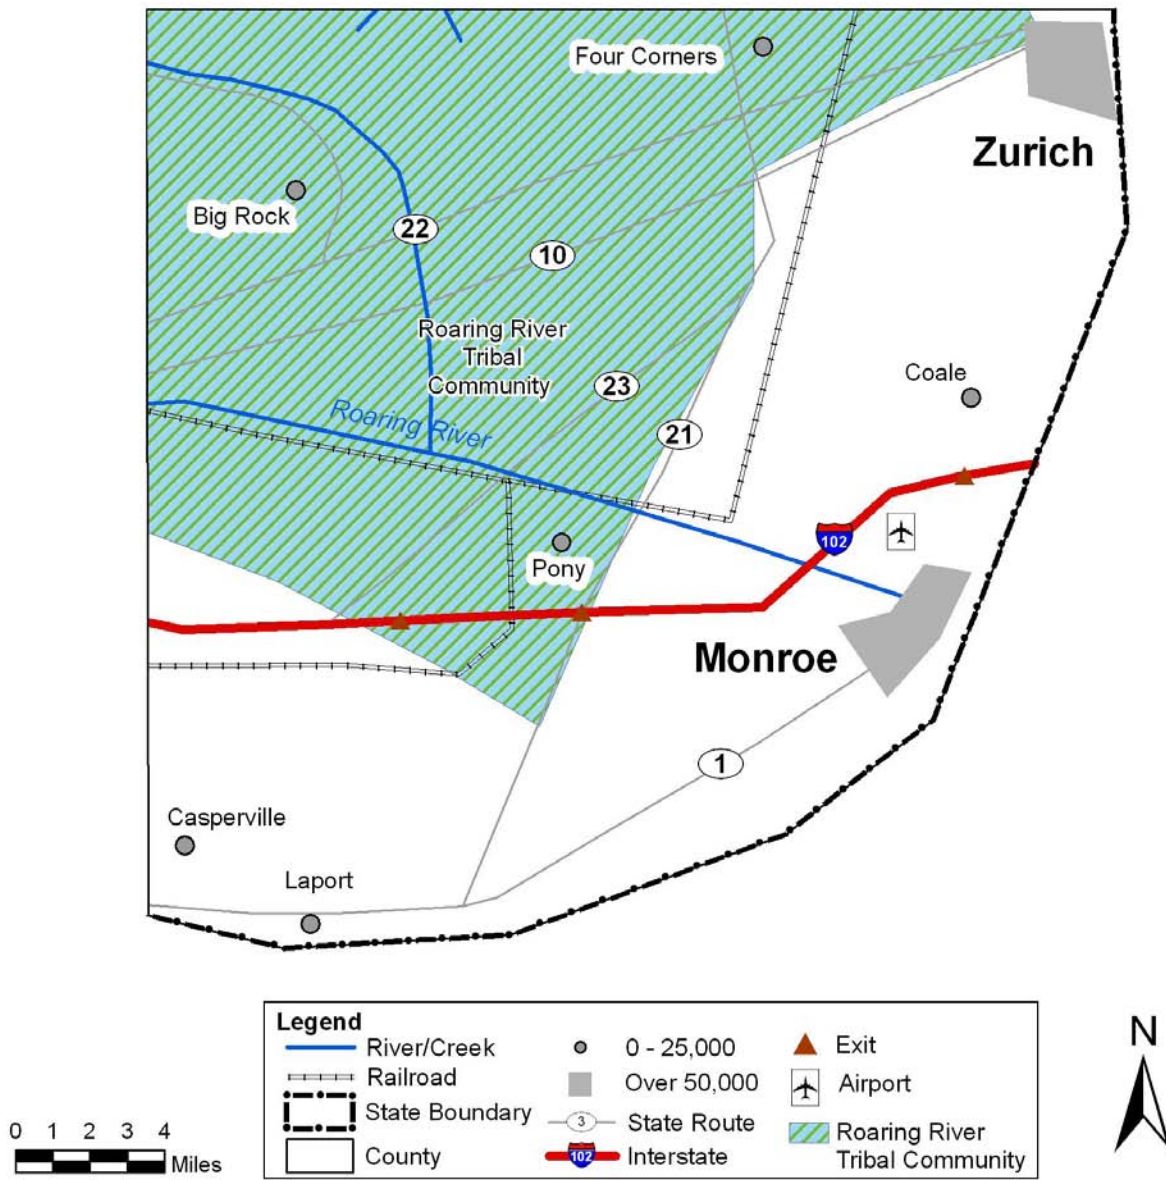 Four Corners
Zurich
Big Rock
22
10
Roaring River
Tribal
Community
23
Coale
Roaring River
21
102
Pony
Monroe
1
Casperville
Laport
Legend
River/Creek
Railroad
State Boundary
County
0 - 25,000
Over 50,000
3
State Route
102
Interstate
Exit
Airport
Roaring River
Tribal Community
0 1 2 3 4
Miles
N